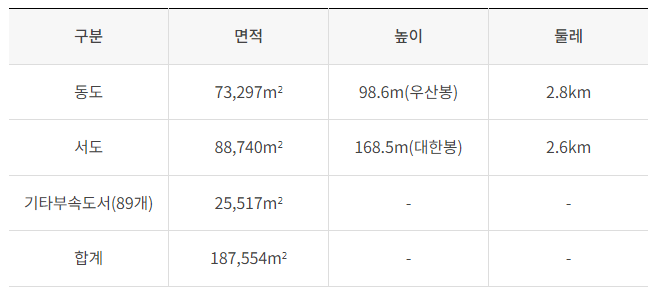 구분 면적 높이 둘레
동도 73,297m² 98.6m(우산봉) 2.8km
서도 88,740m² 168.5m(대한봉) 2.6km
기타부속도서(89개) 25,517m² - -
합계 187,554m² - -